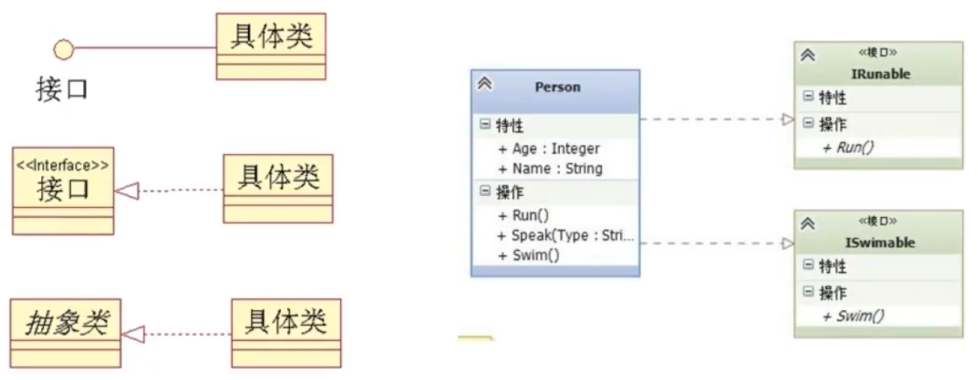 具体类
接口
<<Interface>>
接口
具体类
抽象类
具体类
Person
特性
+ Age : Integer
+ Name : String
操作
+ Run()
+ Speak(Type : Stri...
+ Swim()
«接口»
IRunable
特性
操作
+ Run()
«接口»
ISwimable
特性
操作
+ Swim()